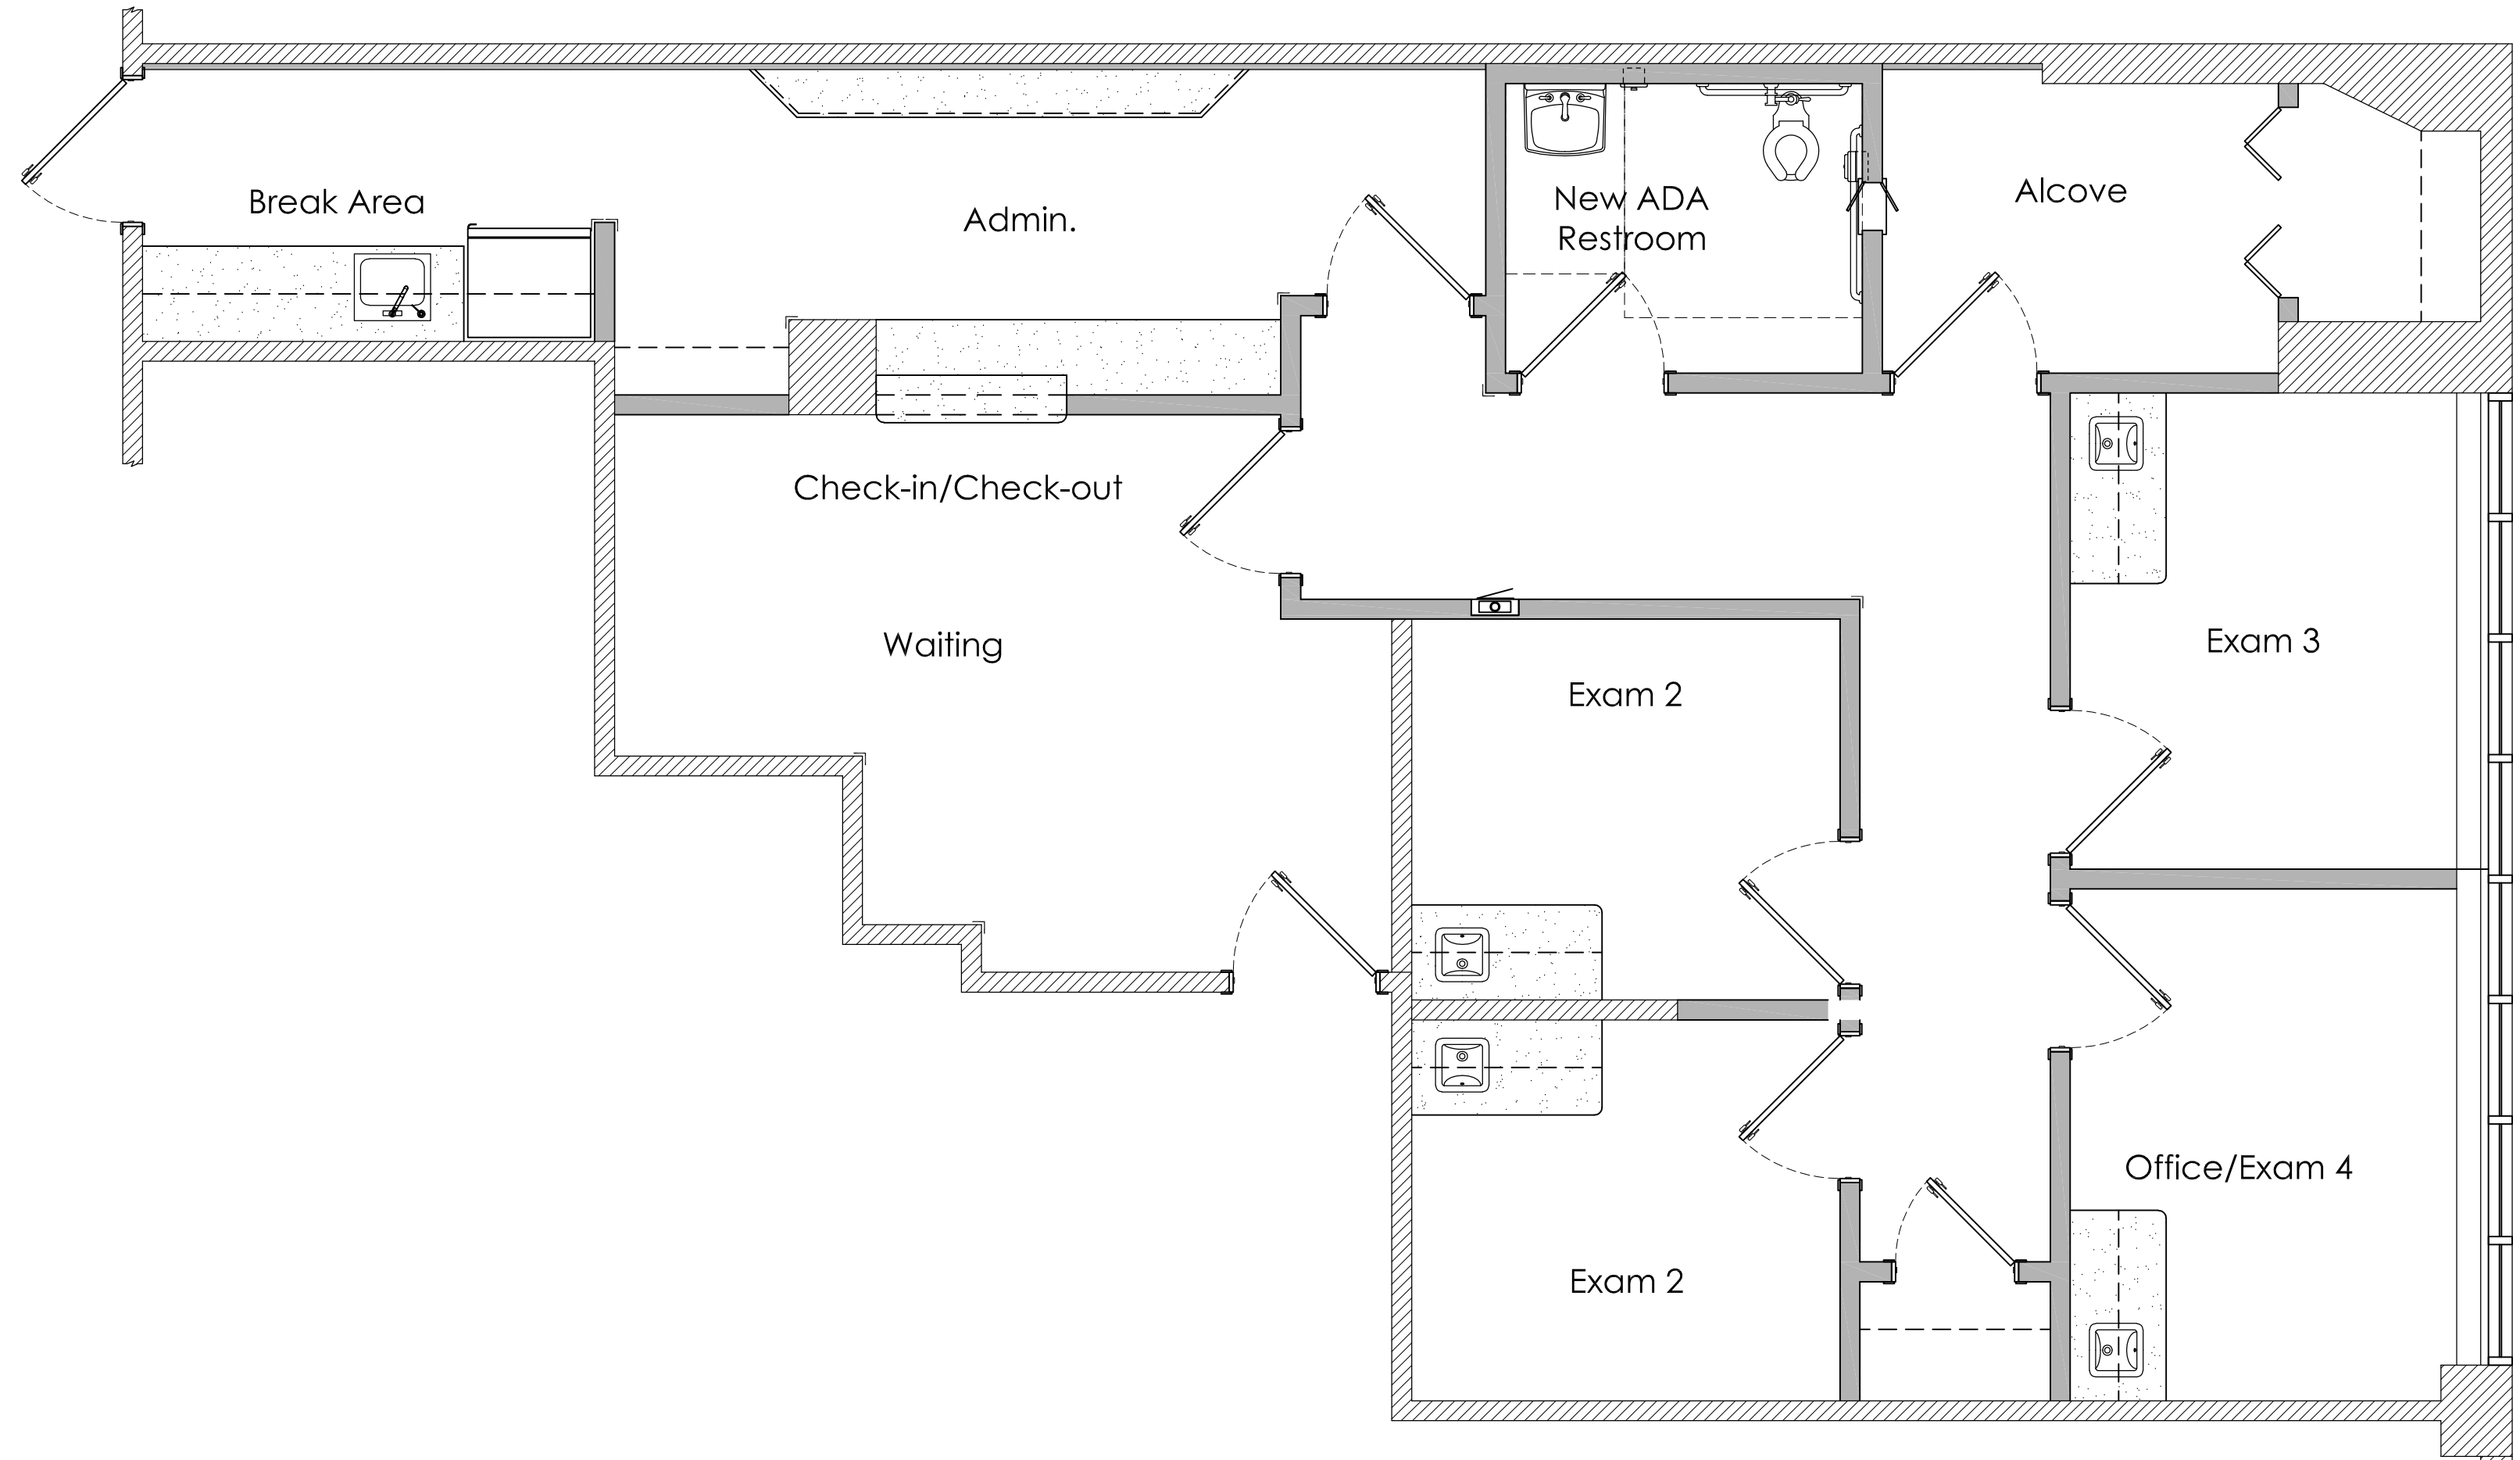 Break Area
Admin.
New ADA
Restroom
Alcove
Check-in/Check-out
Waiting
Exam 2
Exam 3
Office/Exam 4
Exam 2